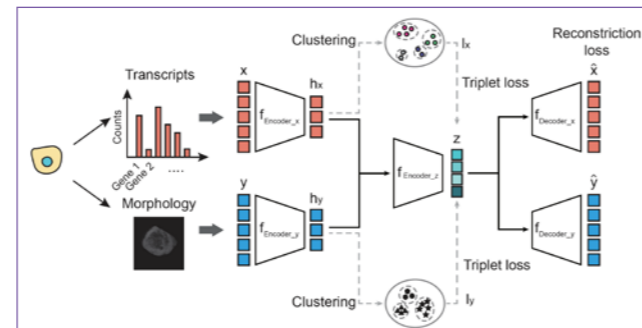 Clustering
lx
Reconstriction
loss
Transcripts
x
hx
Triplet loss
x̂
Counts
fEncoder_x
fDecoder_x
z
Gene 1
Gene 2
....
fEncoder_z
Morphology
y
hy
ŷ
fEncoder_y
fDecoder_y
Triplet loss
Clustering
ly